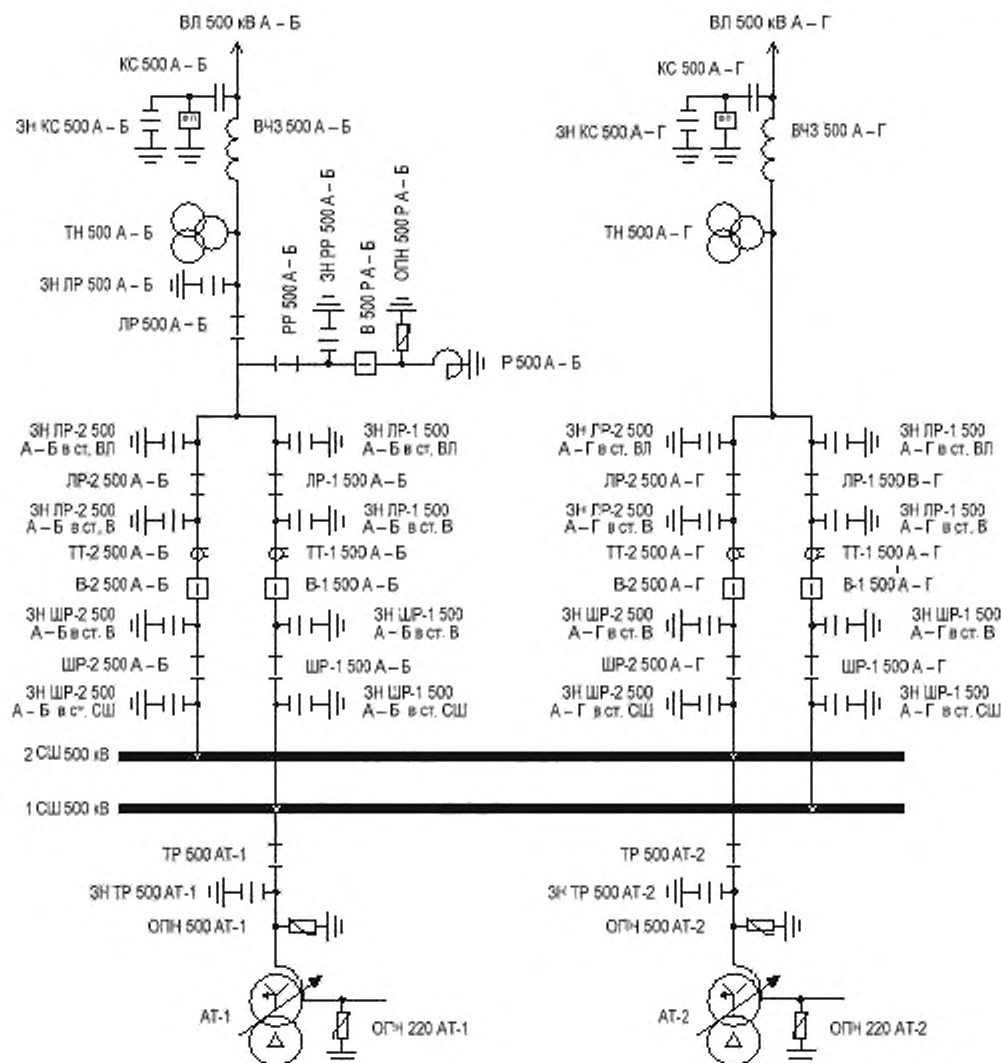 ВЛ 500 кВ А – Б
ВЛ 500 кВ А – Г
КС 500 А – Б
КС 500 А – Г
ЗН КС 500 А – Б
ВЧЗ 500 А – Б
ЗН КС 500 А – Г
ВЧЗ 500 А – Г
ТН 500 А – Б
ТН 500 А – Г
ЗН ЛР 500 А – Б
ЛР 500 А – Б
РР 500 А – Б
ЗН РР 500 А – Б
В 500 Р А – Б
ОПН 500 Р А – Б
Р 500 А – Б
ЗН ЛР-2 500
А – Б в ст. ВЛ
ЗН ЛР-1 500
А – Б в ст. ВЛ
ЗН ЛР-2 500
А – Г в ст. ВЛ
ЗН ЛР-1 500
А – Г в ст. ВЛ
ЛР-2 500 А – Б
ЛР-1 500 А – Б
ЛР-2 500 А – Г
ЛР-1 500 В – Г
ЗН ЛР-2 500
А – Б в ст. В
ЗН ЛР-1 500
А – Б в ст. В
ЗН ЛР-2 500
А – Г в ст. В
ЗН ЛР-1 500
А – Г в ст. В
ТТ-2 500 А – Б
ТТ-1 500 А – Б
ТТ-2 500 А – Г
ТТ-1 500 А – Г
В-2 500 А – Б
В-1 500 А – Б
В-2 500 А – Г
В-1 500 А – Г
ЗН ШР-2 500
А – Б в ст. В
ЗН ШР-1 500
А – Б в ст. В
ЗН ШР-2 500
А – Г в ст. В
ЗН ШР-1 500
А – Г в ст. В
ШР-2 500 А – Б
ШР-1 500 А – Б
ШР-2 500 А – Г
ШР-1 500 А – Г
ЗН ШР-2 500
А – Б в ст. СШ
ЗН ШР-1 500
А – Б в ст. СШ
ЗН ШР-2 500
А – Г в ст. СШ
ЗН ШР-1 500
А – Г в ст. СШ
2 СШ 500 кВ
1 СШ 500 кВ
ТР 500 АТ-1
ТР 500 АТ-2
ЗН ТР 500 АТ-1
ЗН ТР 500 АТ-2
ОПН 500 АТ-1
ОПН 500 АТ-2
АТ-1
ОПН 220 АТ-1
АТ-2
ОПН 220 АТ-2